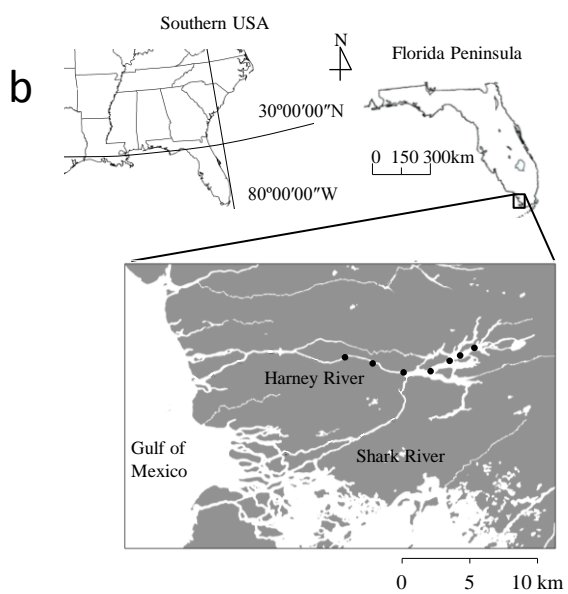 Southern USA
N
Florida Peninsula
b
30º00′00″N
0 150 300km
80º00′00″W
Harney River
Gulf of
Mexico
Shark River
0 5 10 km